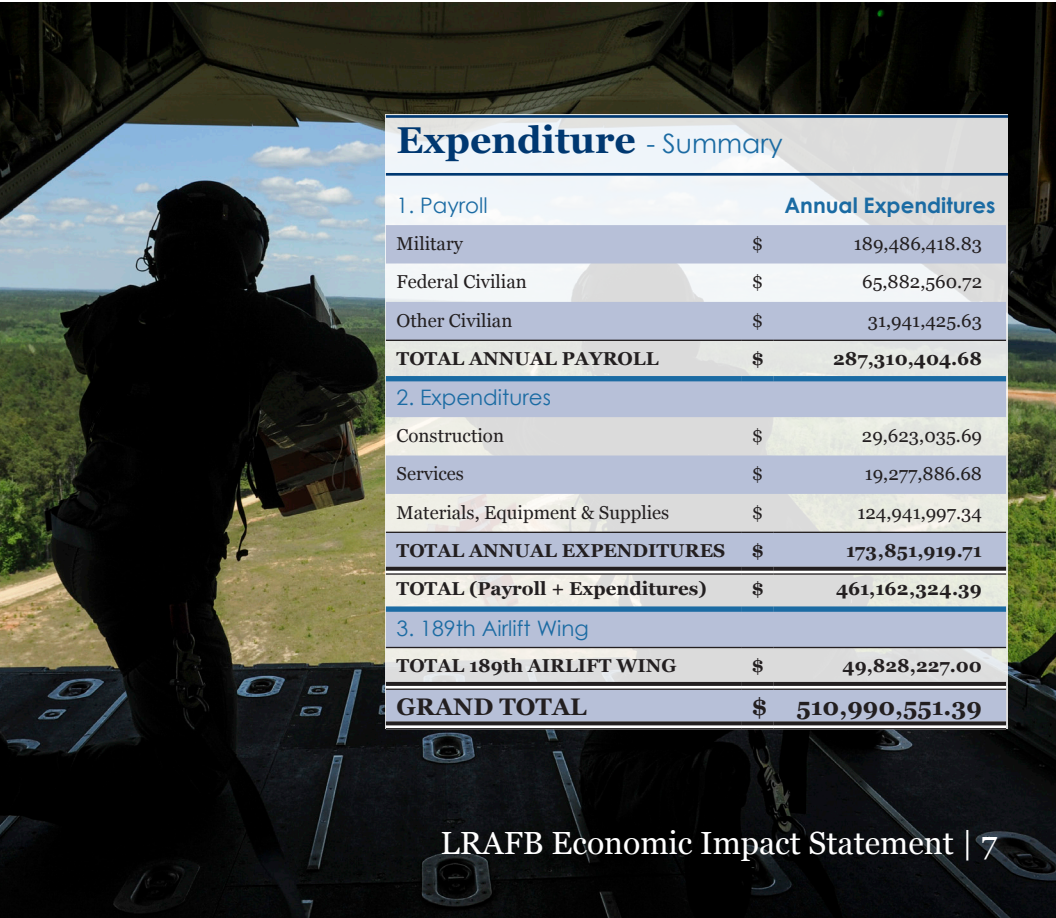 Expenditure - Summary
1. Payroll Annual Expenditures
Military $ 189,486,418.83
Federal Civilian $ 65,882,560.72
Other Civilian $ 31,941,425.63
TOTAL ANNUAL PAYROLL $ 287,310,404.68
2. Expenditures
Construction $ 29,623,035.69
Services $ 19,277,886.68
Materials, Equipment & Supplies $ 124,941,997.34
TOTAL ANNUAL EXPENDITURES $ 173,851,919.71
TOTAL (Payroll + Expenditures) $ 461,162,324.39
3. 189th Airlift Wing
TOTAL 189th AIRLIFT WING $ 49,828,227.00
GRAND TOTAL $ 510,990,551.39
LRAFB Economic Impact Statement | 7